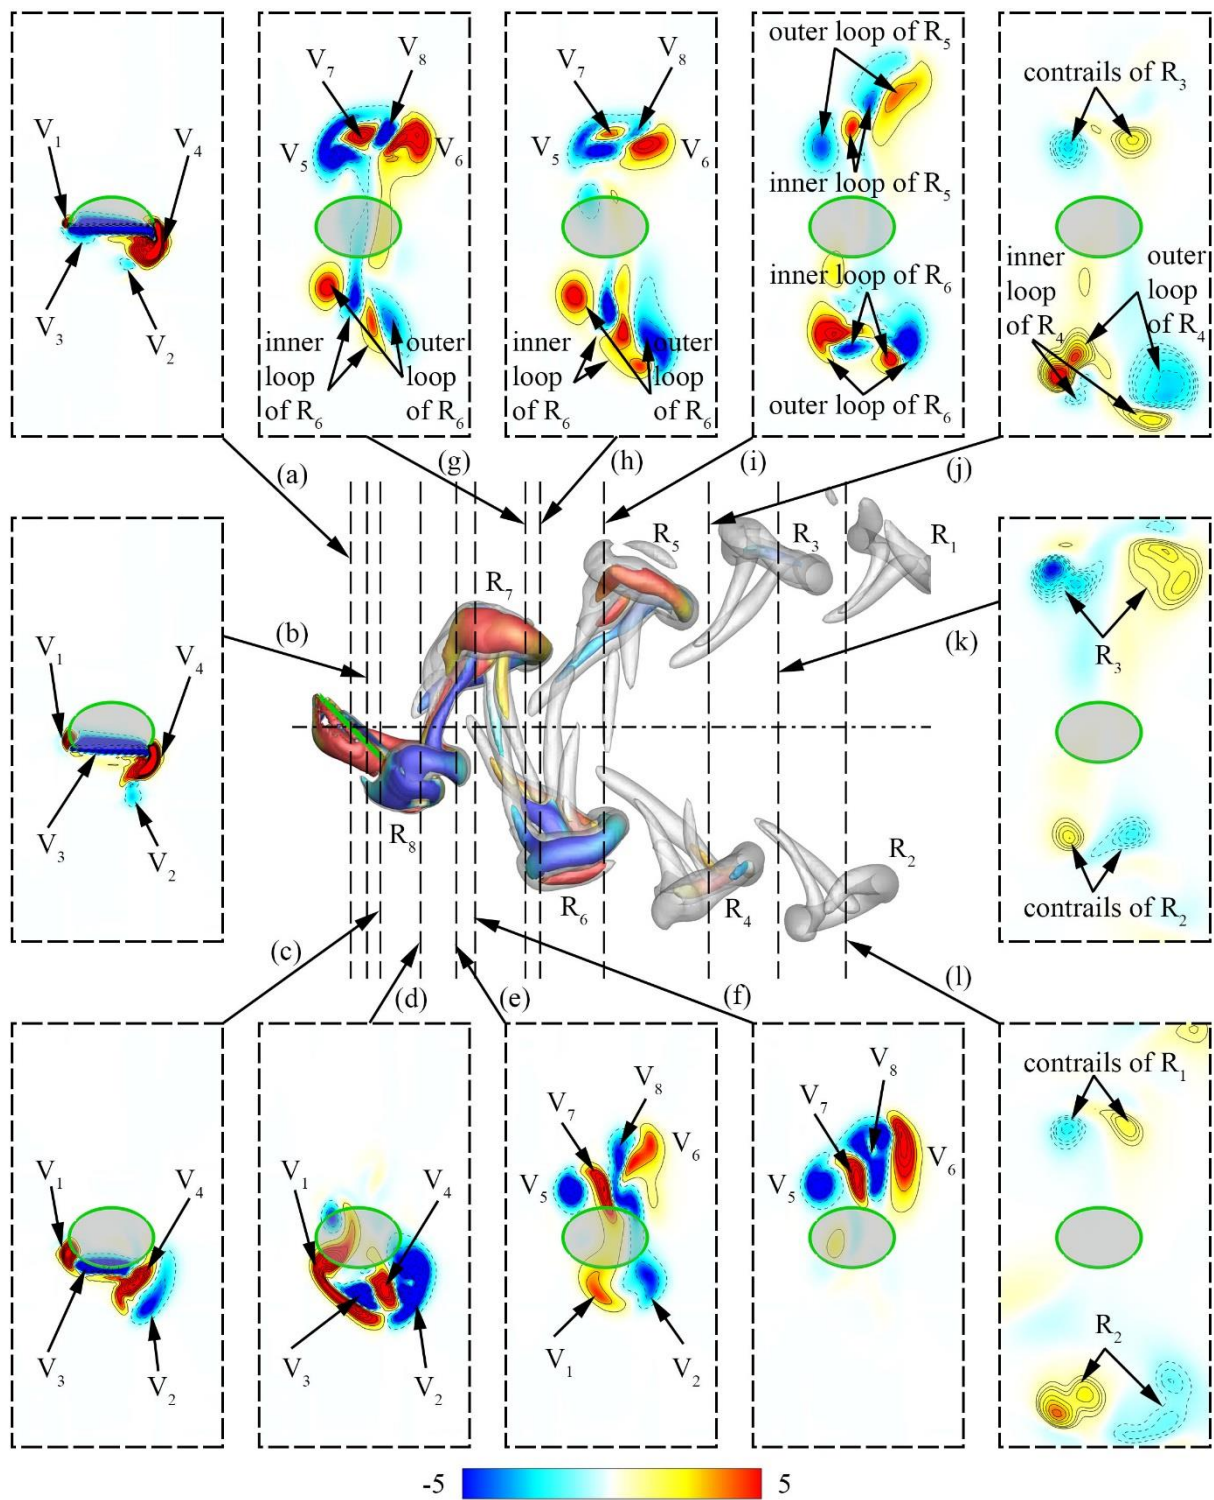 V1
V4
V3
V2
V7
V8
V5
V6
inner
loop
of R6
outer
loop
of R6
V7
V8
V5
V6
inner
loop
of R6
outer
loop
of R6
outer loop of R5
inner loop of R5
inner loop of R6
outer loop of R6
contrails of R3
inner
loop
of R4
outer
loop
of R4
(a)
(g)
(h)
(i)
(j)
V1
V4
V3
V2
(b)
R7
R5
R3
R1
R8
R6
R4
R2
(k)
R3
contrails of R2
(c)
(d)
(e)
(f)
(l)
V1
V4
V3
V2
V1
V4
V3
V2
V8
V7
V6
V5
V1
V2
V8
V7
V6
V5
contrails of R1
R2
-5
5